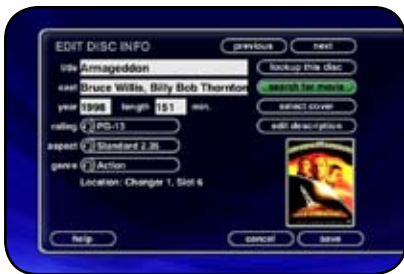 EDIT DISC INFO
previous
next
title Armageddon
lookup this disc
cast Bruce Willis, Billy Bob Thornton
search for movie
year 1998 length 151 min.
select cover
rating PG-13
edit description
aspect Standard 2.35
genre Action
Location: Changer 1, Slot 6
help
cancel
save